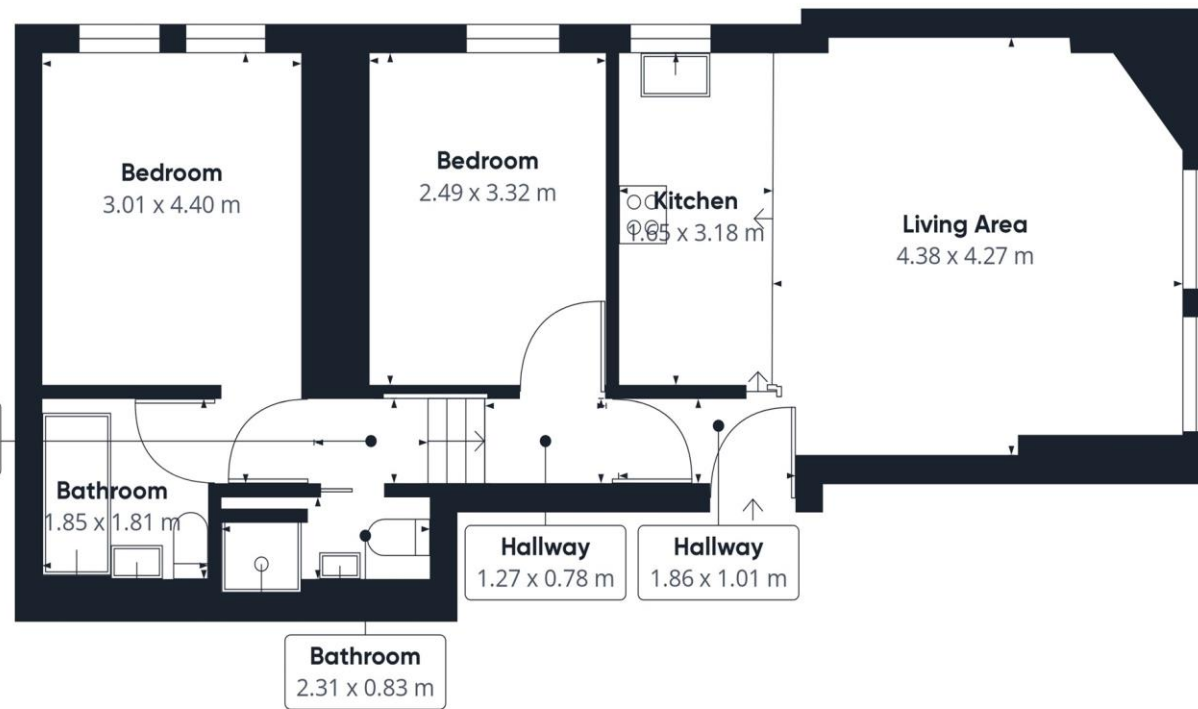 Bedroom
3.01 x 4.40 m
Bedroom
2.49 x 3.32 m
Kitchen
1.65 x 3.18 m
Living Area
4.38 x 4.27 m
Bathroom
1.85 x 1.81 m
Hallway
1.27 x 0.78 m
Hallway
1.86 x 1.01 m
Bathroom
2.31 x 0.83 m